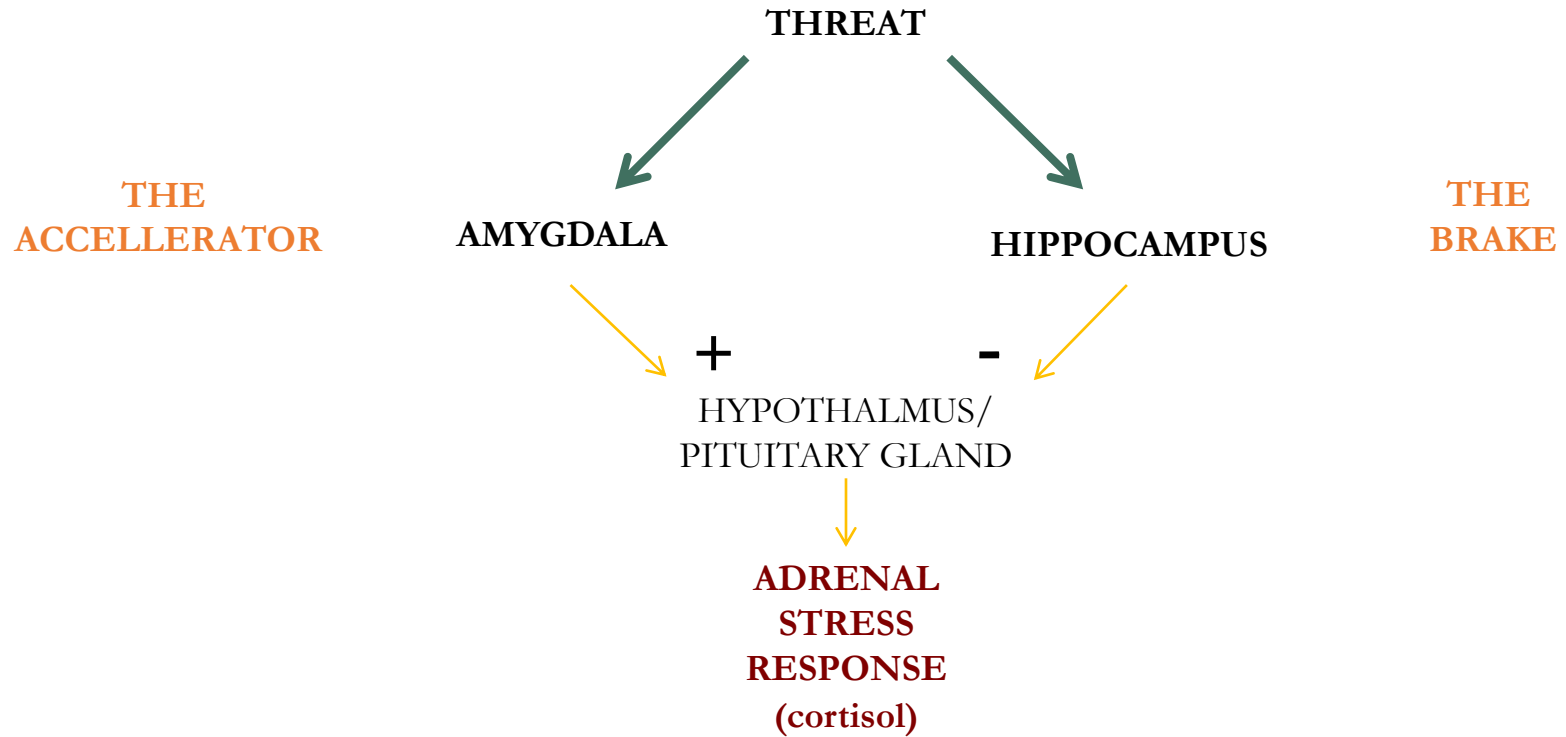 THREAT
THE
ACCELLERATOR
AMYGDALA
HIPPOCAMPUS
THE
BRAKE
+
-
HYPOTHALMUS/
PITUITARY GLAND
ADRENAL
STRESS
RESPONSE
(cortisol)